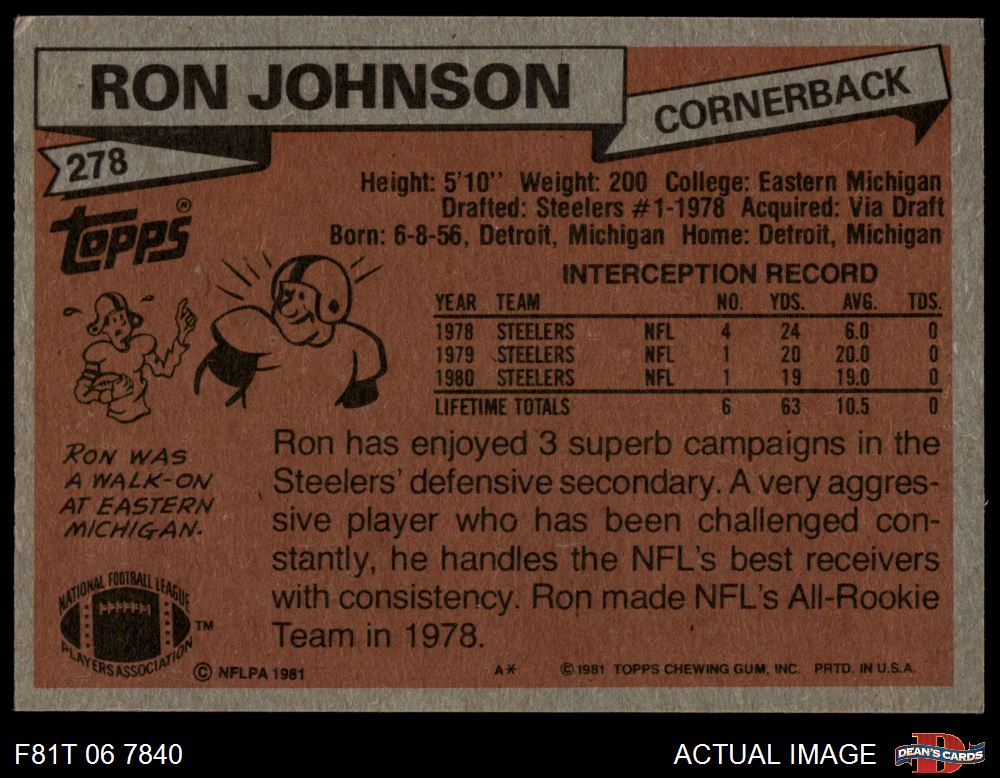 RON JOHNSON
CORNERBACK
278
TOPPS®
Height: 5'10'' Weight: 200 College: Eastern Michigan
Drafted: Steelers #1-1978 Acquired: Via Draft
Born: 6-8-56, Detroit, Michigan Home: Detroit, Michigan
INTERCEPTION RECORD
YEAR TEAM NO. YDS. AVG. TDS.
1978 STEELERS NFL 4 24 6.0 0
1979 STEELERS NFL 1 20 20.0 0
1980 STEELERS NFL 1 19 19.0 0
LIFETIME TOTALS 6 63 10.5 0
RON WAS
A WALK-ON
AT EASTERN
MICHIGAN.
Ron has enjoyed 3 superb campaigns in the
Steelers' defensive secondary. A very aggres-
sive player who has been challenged con-
stantly, he handles the NFL's best receivers
with consistency. Ron made NFL's All-Rookie
Team in 1978.
NATIONAL FOOTBALL LEAGUE
PLAYERS ASSOCIATION
TM
© NFLPA 1981
A*
© 1981 TOPPS CHEWING GUM, INC. PRTD. IN U.S.A.
F81T 06 7840
ACTUAL IMAGE
D
DEAN'S CARDS